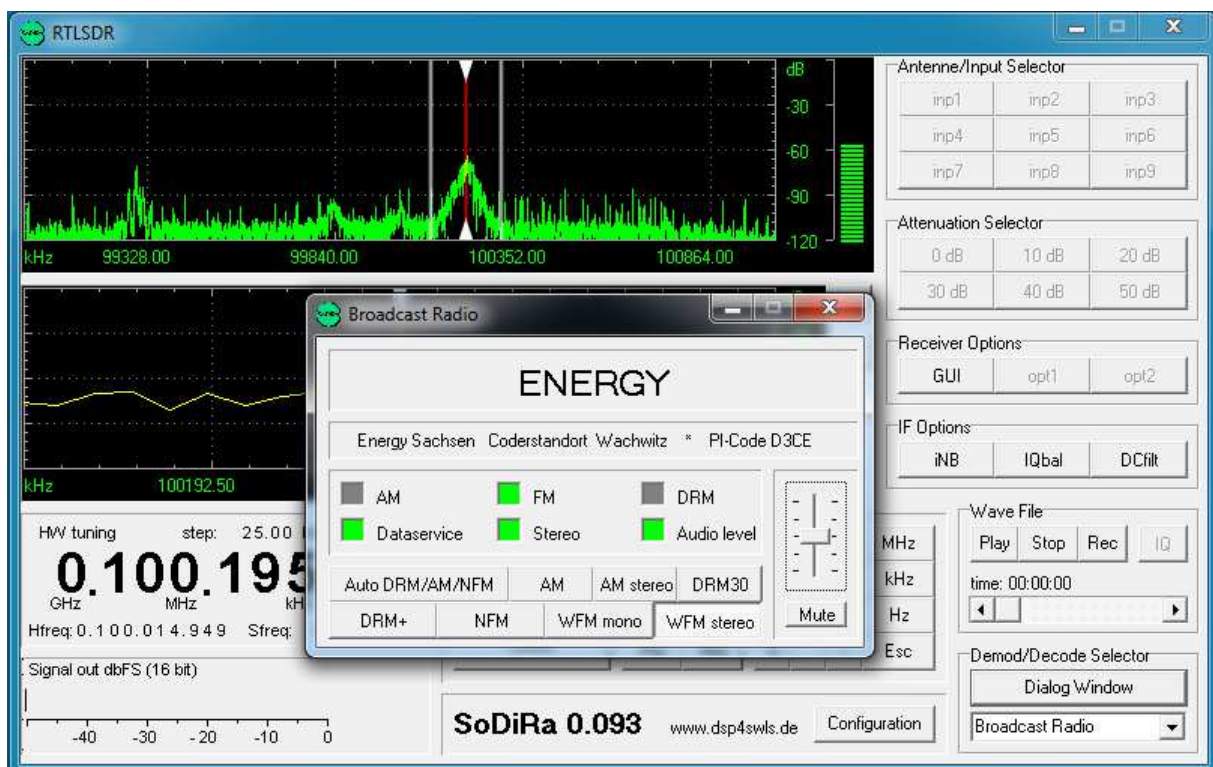 RTLSDR
dB
-30
-60
-90
-120
kHz 99328.00 99840.00 100352.00 100864.00
kHz 100192.50
HW tuning step: 25.00
0.100.195
GHz MHz
Hfreq: 0.100.014.949 Sfreq:
Signal out dbFS (16 bit)
-40 -30 -20 -10 0
Broadcast Radio
ENERGY
Energy Sachsen Coderstandort Wachwitz * PI-Code D3CE
AM FM DRM
Dataservice Stereo Audio level
Auto DRM/AM/NFM AM AM stereo DRM30
DRM+ NFM WFM mono WFM stereo
Mute
MHz
kHz
Hz
Esc
SoDiRa 0.093 www.dsp4swls.de Configuration
Antenne/Input Selector
inp1 inp2 inp3
inp4 inp5 inp6
inp7 inp8 inp9
Attenuation Selector
0 dB 10 dB 20 dB
30 dB 40 dB 50 dB
Receiver Options
GUI opt1 opt2
IF Options
iNB IQbal DCfilt
Wave File
Play Stop Rec IQ
time: 00:00:00
Demod/Decode Selector
Dialog Window
Broadcast Radio